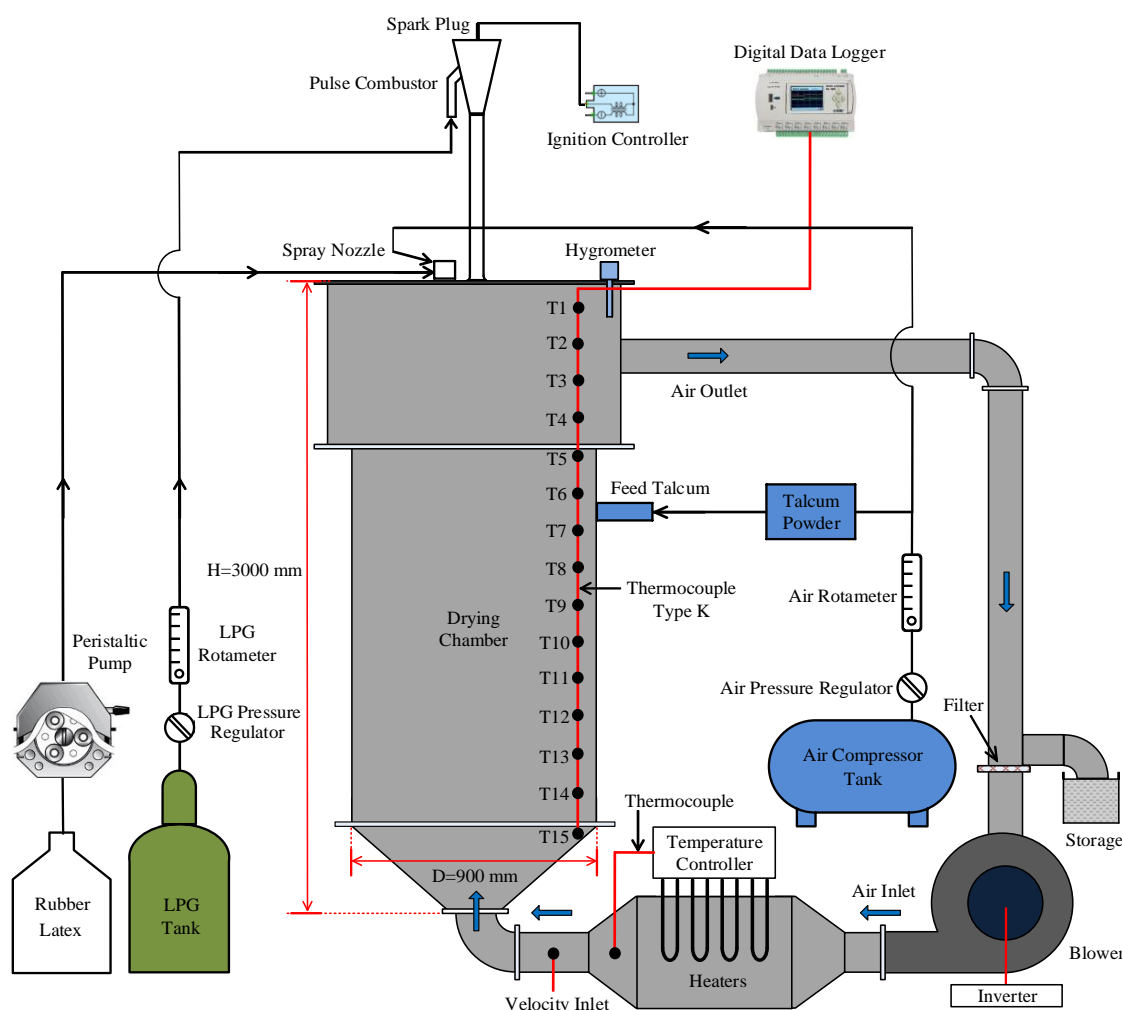 Spark Plug
Digital Data Logger
Pulse Combustor
Ignition Controller
Spray Nozzle
Hygrometer
T1
T2
T3
Air Outlet
T4
T5
T6
Feed Talcum
Talcum
Powder
T7
T8
H=3000 mm
Thermocouple
Type K
Air Rotameter
T9
Drying
Chamber
LPG
Rotameter
Peristaltic
Pump
T10
T11
Air Pressure Regulator
LPG Pressure
Regulator
T12
Filter
T13
Air Compressor
Tank
T14
Thermocouple
T15
Temperature
Controller
Storage
D=900 mm
Air Inlet
Rubber
Latex
LPG
Tank
Heaters
Blower
Velocity Inlet
Inverter